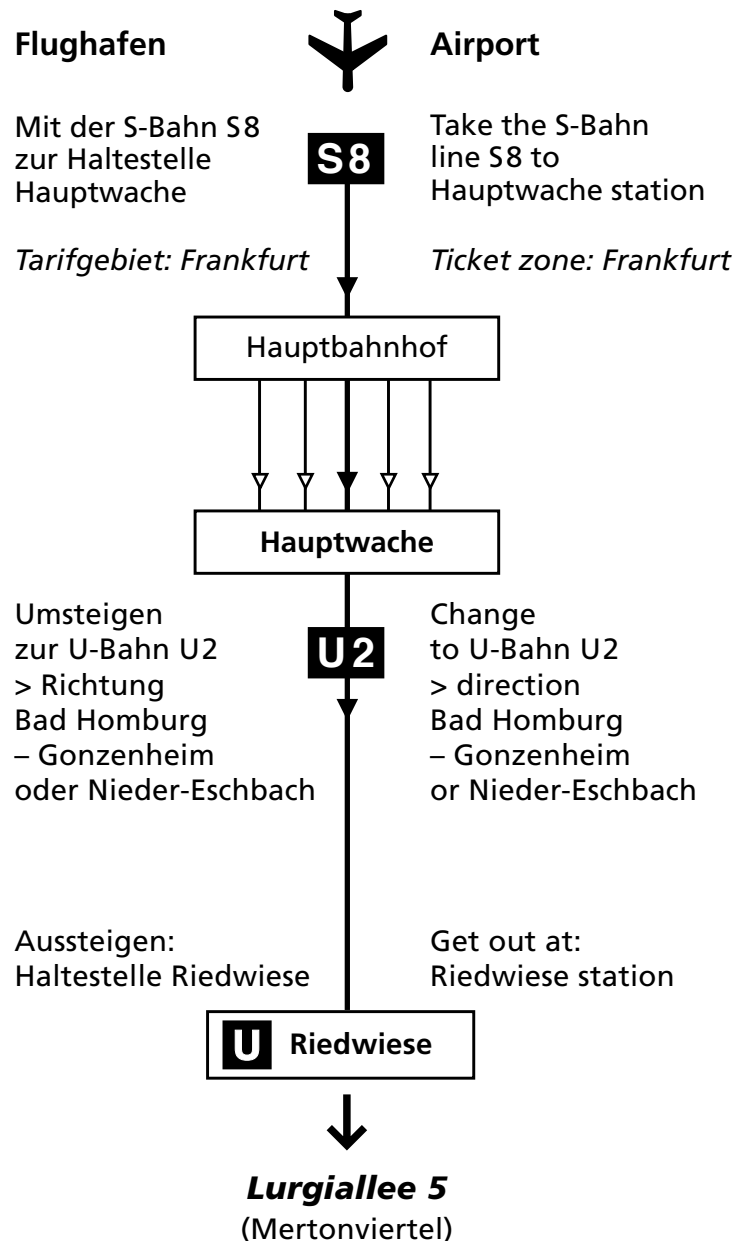 Flughafen
Airport
Mit der S-Bahn S8
zur Haltestelle
Hauptwache
Tarifgebiet: Frankfurt
S8
Take the S-Bahn
line S8 to
Hauptwache station
Ticket zone: Frankfurt
Hauptbahnhof
Hauptwache
Umsteigen
zur U-Bahn U2
> Richtung
Bad Homburg
– Gonzenheim
oder Nieder-Eschbach
U2
Change
to U-Bahn U2
> direction
Bad Homburg
– Gonzenheim
or Nieder-Eschbach
Aussteigen:
Haltestelle Riedwiese
Get out at:
Riedwiese station
U Riedwiese
Lurgiallee 5
(Mertonviertel)